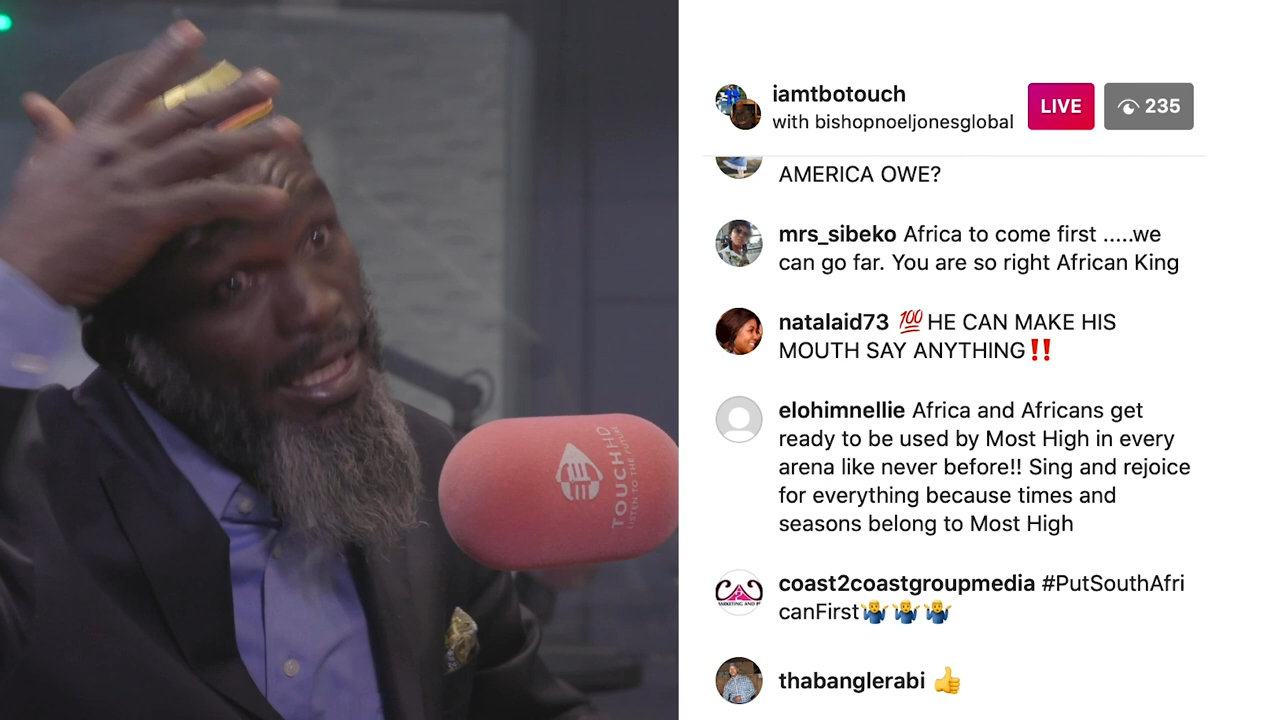 iamtbotouch
with bishopnoeljonesglobal
LIVE
235
AMERICA OWE?
mrs_sibeko Africa to come first .....we
can go far. You are so right African King
natalaid73 💯HE CAN MAKE HIS
MOUTH SAY ANYTHING‼️
elohimnellie Africa and Africans get
ready to be used by Most High in every
arena like never before!! Sing and rejoice
for everything because times and
seasons belong to Most High
coast2coastgroupmedia #PutSouthAfri
canFirst🤷‍♂️🤷‍♂️🤷‍♂️
thabanglerabi 👍
TOUCHHD
LISTEN TO THE FUTURE